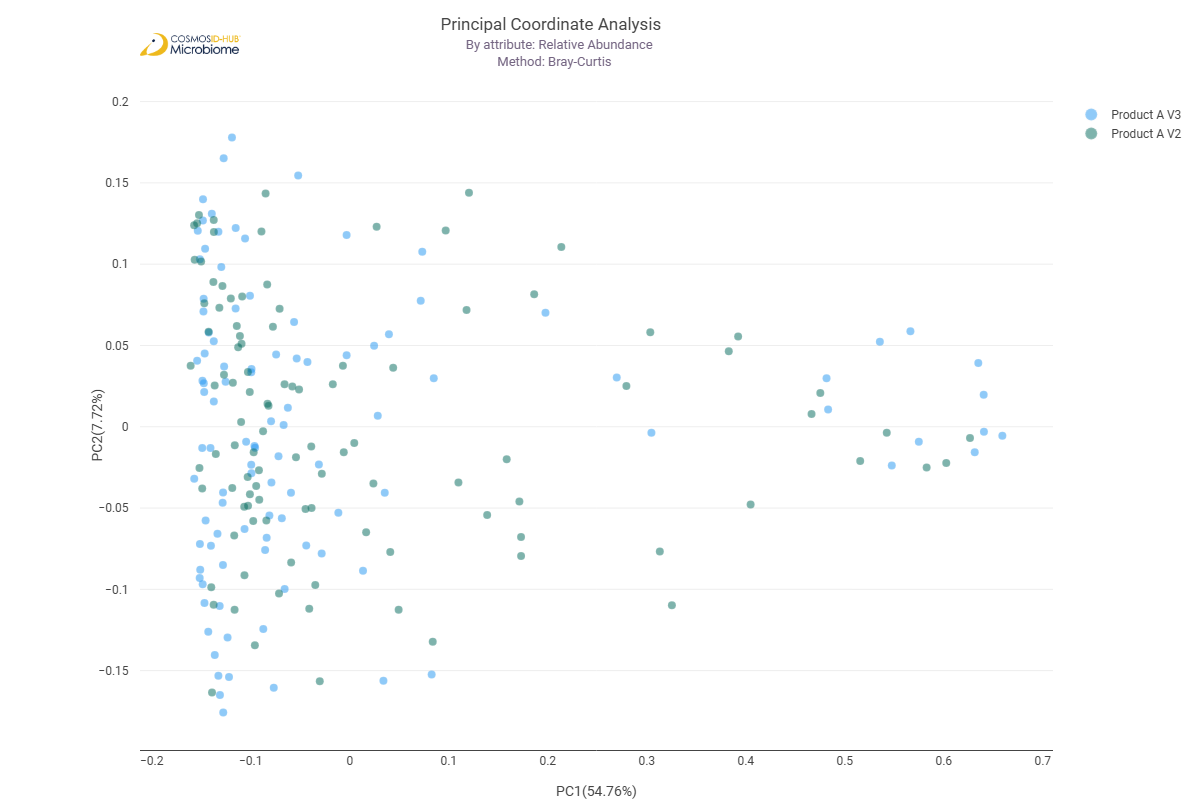 Principal Coordinate Analysis
By attribute: Relative Abundance
Method: Bray-Curtis
COSMOSID-HUB
Microbiome
Product A V3
Product A V2
0.2
0.15
0.1
0.05
0
−0.05
−0.1
−0.15
PC2(7.72%)
−0.2
−0.1
0
0.1
0.2
0.3
0.4
0.5
0.6
0.7
PC1(54.76%)